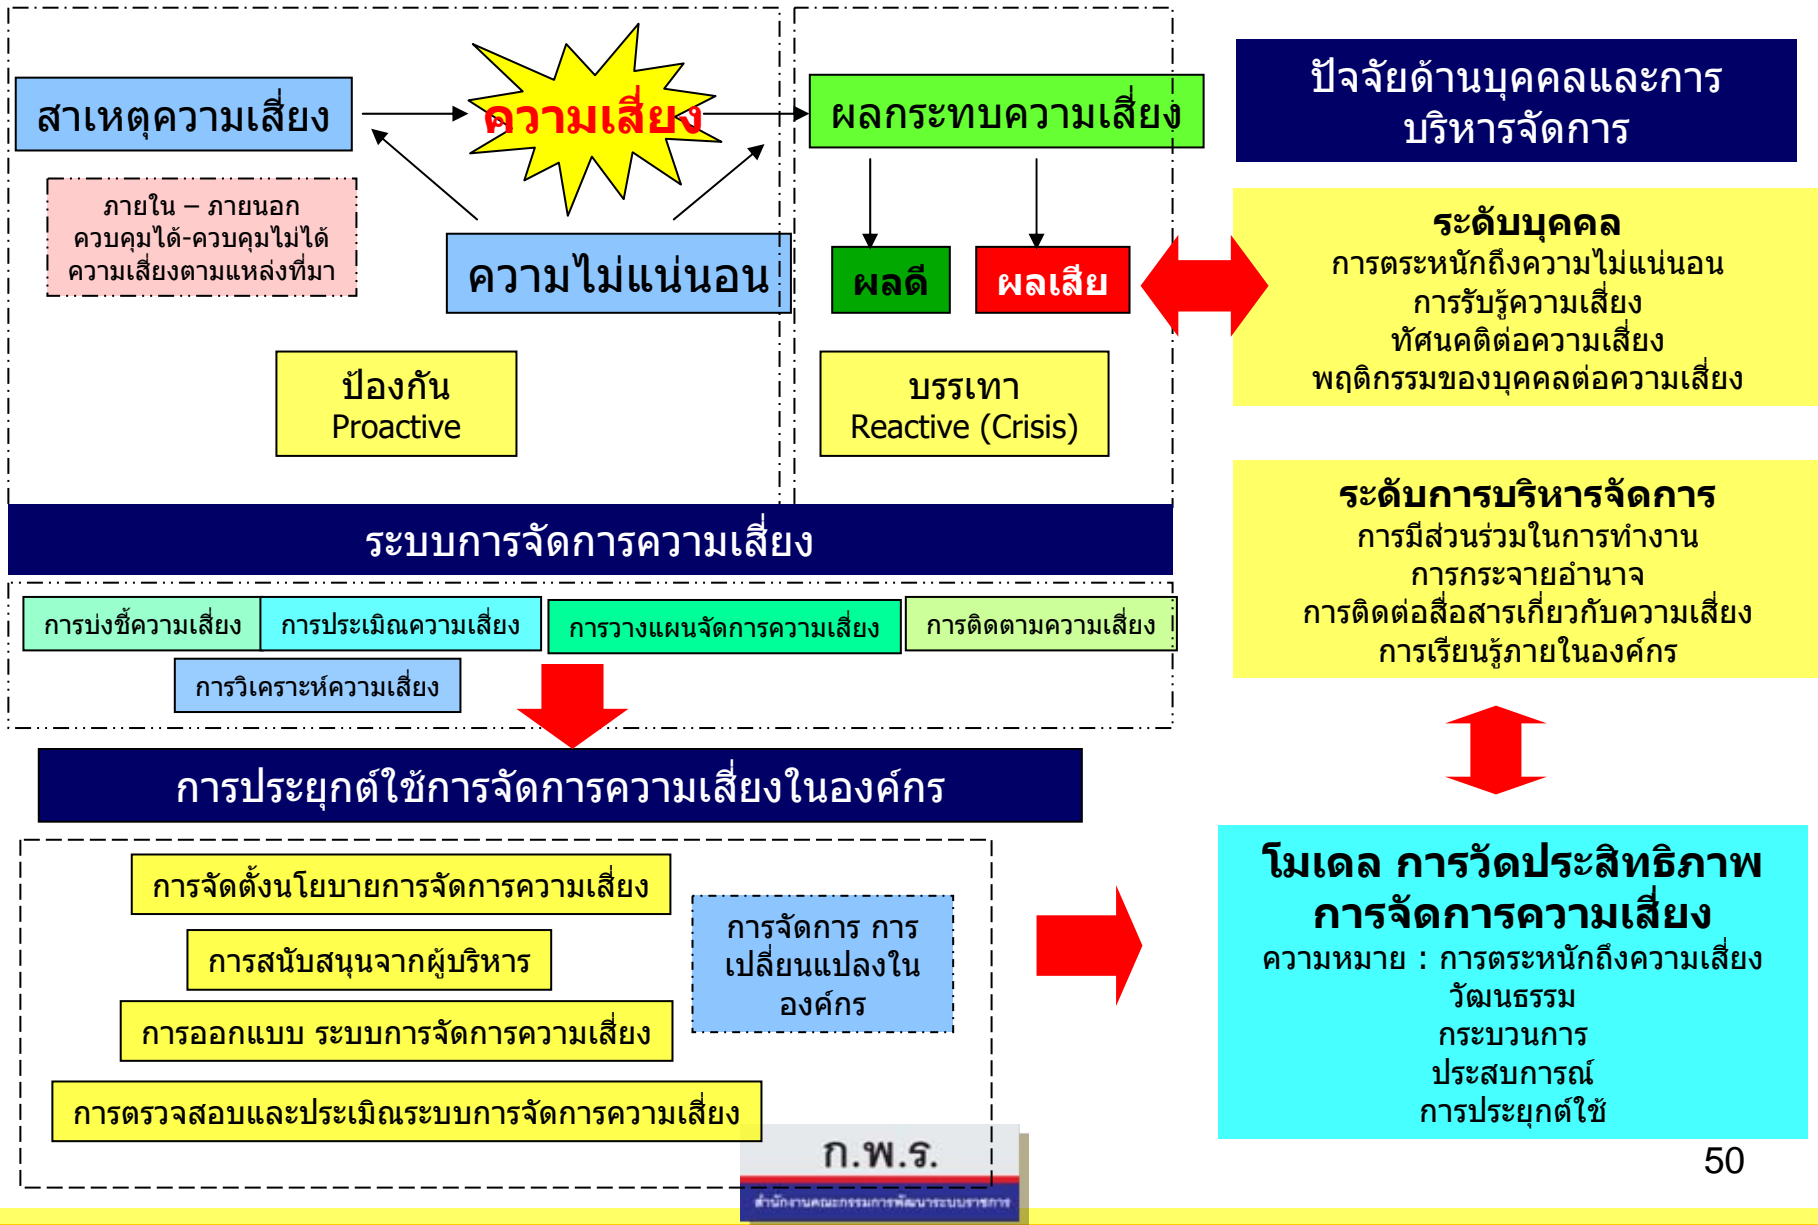 สาเหตุความเสี่ยง
ความเสี่ยง
ผลกระทบความเสี่ยง
ภายใน – ภายนอก
ควบคุมได้-ควบคุมไม่ได้
ความเสี่ยงตามแหล่งที่มา
ความไม่แน่นอน
ผลดี
ผลเสีย
ป้องกัน
Proactive
บรรเทา
Reactive (Crisis)
ระบบการจัดการความเสี่ยง
การบ่งชี้ความเสี่ยง
การประเมิณความเสี่ยง
การวางแผนจัดการความเสี่ยง
การติดตามความเสี่ยง
การวิเคราะห์ความเสี่ยง
การประยุกต์ใช้การจัดการความเสี่ยงในองค์กร
การจัดตั้งนโยบายการจัดการความเสี่ยง
การสนับสนุนจากผู้บริหาร
การออกแบบ ระบบการจัดการความเสี่ยง
การตรวจสอบและประเมิณระบบการจัดการความเสี่ยง
การจัดการ การ
เปลี่ยนแปลงใน
องค์กร
ปัจจัยด้านบุคคลและการ
บริหารจัดการ
ระดับบุคคล
การตระหนักถึงความไม่แน่นอน
การรับรู้ความเสี่ยง
ทัศนคติต่อความเสี่ยง
พฤติกรรมของบุคคลต่อความเสี่ยง
ระดับการบริหารจัดการ
การมีส่วนร่วมในการทำงาน
การกระจายอำนาจ
การติดต่อสื่อสารเกี่ยวกับความเสี่ยง
การเรียนรู้ภายในองค์กร
โมเดล การวัดประสิทธิภาพ
การจัดการความเสี่ยง
ความหมาย : การตระหนักถึงความเสี่ยง
วัฒนธรรม
กระบวนการ
ประสบการณ์
การประยุกต์ใช้
ก.พ.ร.
สำนักงานคณะกรรมการพัฒนาระบบราชการ
50